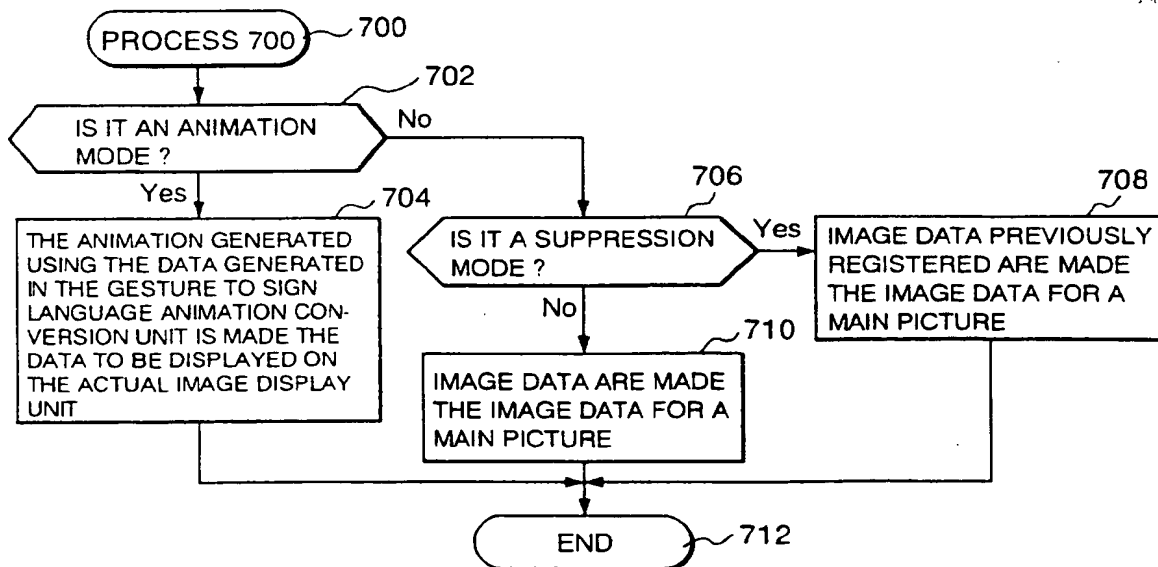 PROCESS 700
700
702
IS IT AN ANIMATION
MODE ?
No
Yes
704
THE ANIMATION GENERATED
USING THE DATA GENERATED
IN THE GESTURE TO SIGN
LANGUAGE ANIMATION CON-
VERSION UNIT IS MADE THE
DATA TO BE DISPLAYED ON
THE ACTUAL IMAGE DISPLAY
UNIT
706
IS IT A SUPPRESSION
MODE ?
Yes
708
IMAGE DATA PREVIOUSLY
REGISTERED ARE MADE
THE IMAGE DATA FOR A
MAIN PICTURE
No
710
IMAGE DATA ARE MADE
THE IMAGE DATA FOR A
MAIN PICTURE
END
712